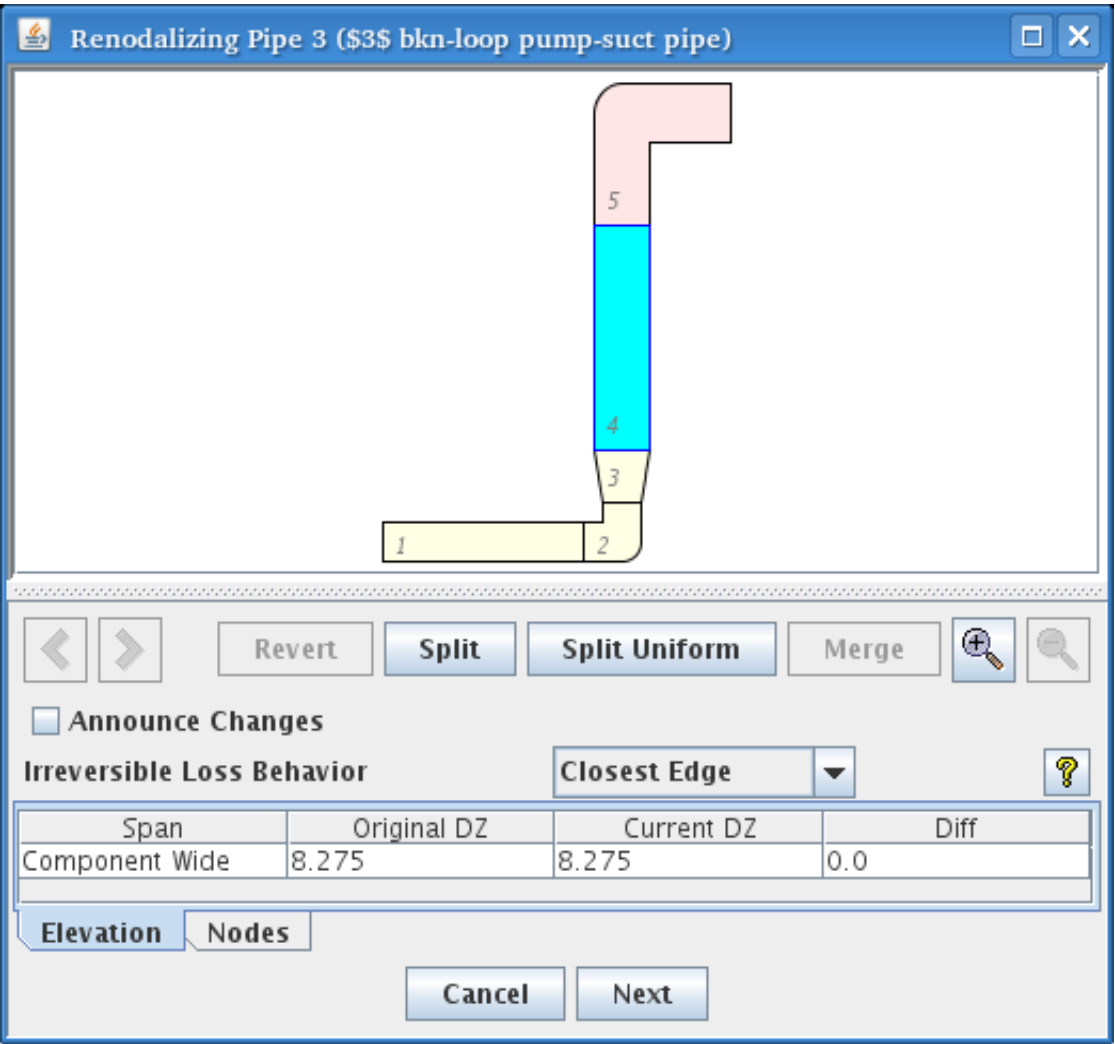 Renodalizing Pipe 3 ($3$ bkn-loop pump-suct pipe)
5
4
3
1 2
Revert Split Split Uniform Merge
Announce Changes
Irreversible Loss Behavior Closest Edge ?
Span Original DZ Current DZ Diff
Component Wide 8.275 8.275 0.0
Elevation Nodes
Cancel Next